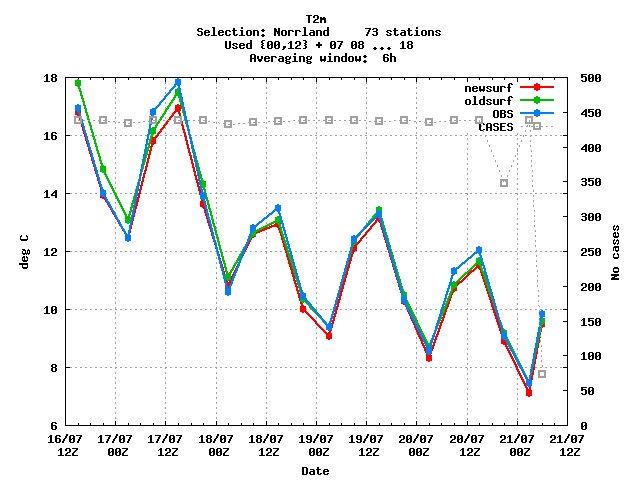 T2m
Selection: Norrland 73 stations
Used {00,12} + 07 08 ... 18
Averaging window: 6h
18 500
newsurf
oldsurf
OBS 450
CASES
16
400
350
14
300
12 250
200
10
150
8 100
50
6 0
deg C
No cases
16/07 17/07 17/07 18/07 18/07 19/07 19/07 20/07 20/07 21/07 21/07
12Z 00Z 12Z 00Z 12Z 00Z 12Z 00Z 12Z 00Z 12Z
Date